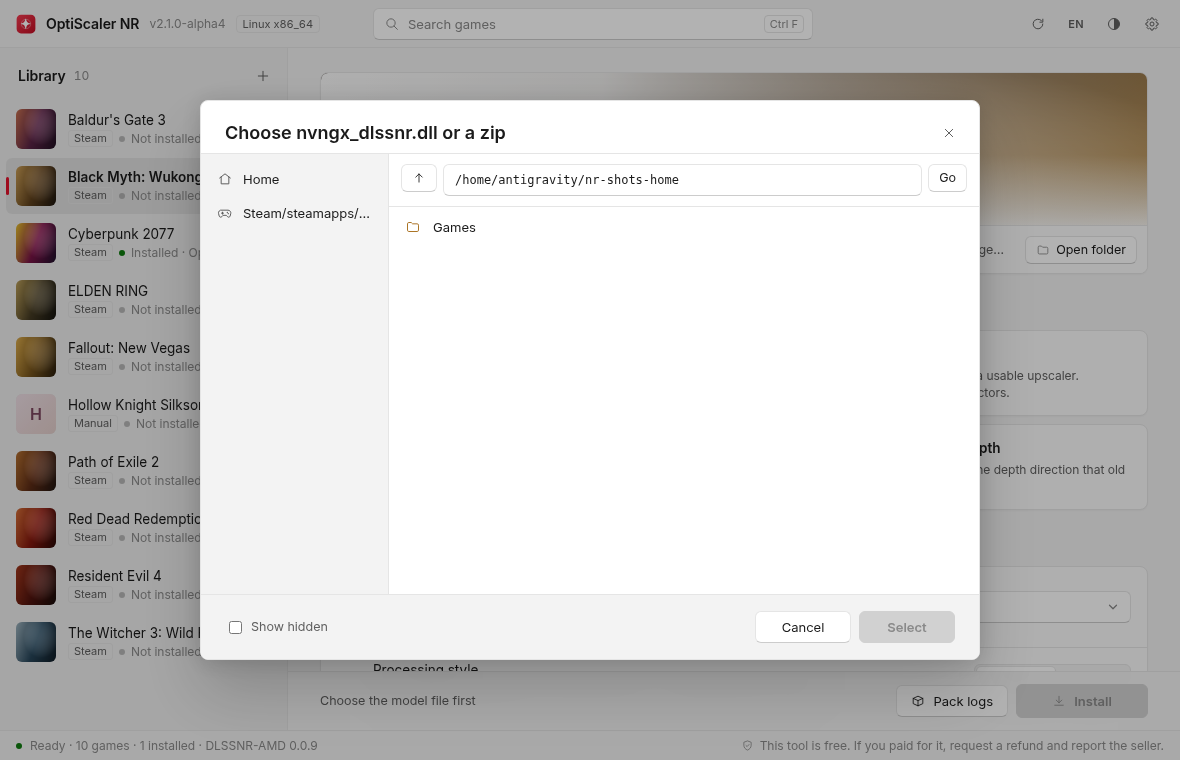 OptiScaler NR v2.1.0-alpha4 Linux x86_64 Search games Ctrl F EN
Library 10
Baldur's Gate 3
Steam Not installed
Black Myth: Wukong
Steam Not installed
Cyberpunk 2077
Steam Installed · Op
ELDEN RING
Steam Not installed
Fallout: New Vegas
Steam Not installed
H
Hollow Knight Silkson
Manual Not installe
Path of Exile 2
Steam Not installed
Red Dead Redemptio
Steam Not installed
Resident Evil 4
Steam Not installed
The Witcher 3: Wild
Steam Not installed
Choose nvngx_dlssnr.dll or a zip
Home
Steam/steamapps/...
/home/antigravity/nr-shots-home Go
Games
Show hidden Cancel Select
ge... Open folder
a usable upscaler.
ctors.
pth
he depth direction that old
Processing style
Choose the model file first Pack logs Install
Ready · 10 games · 1 installed · DLSSNR-AMD 0.0.9 This tool is free. If you paid for it, request a refund and report the seller.